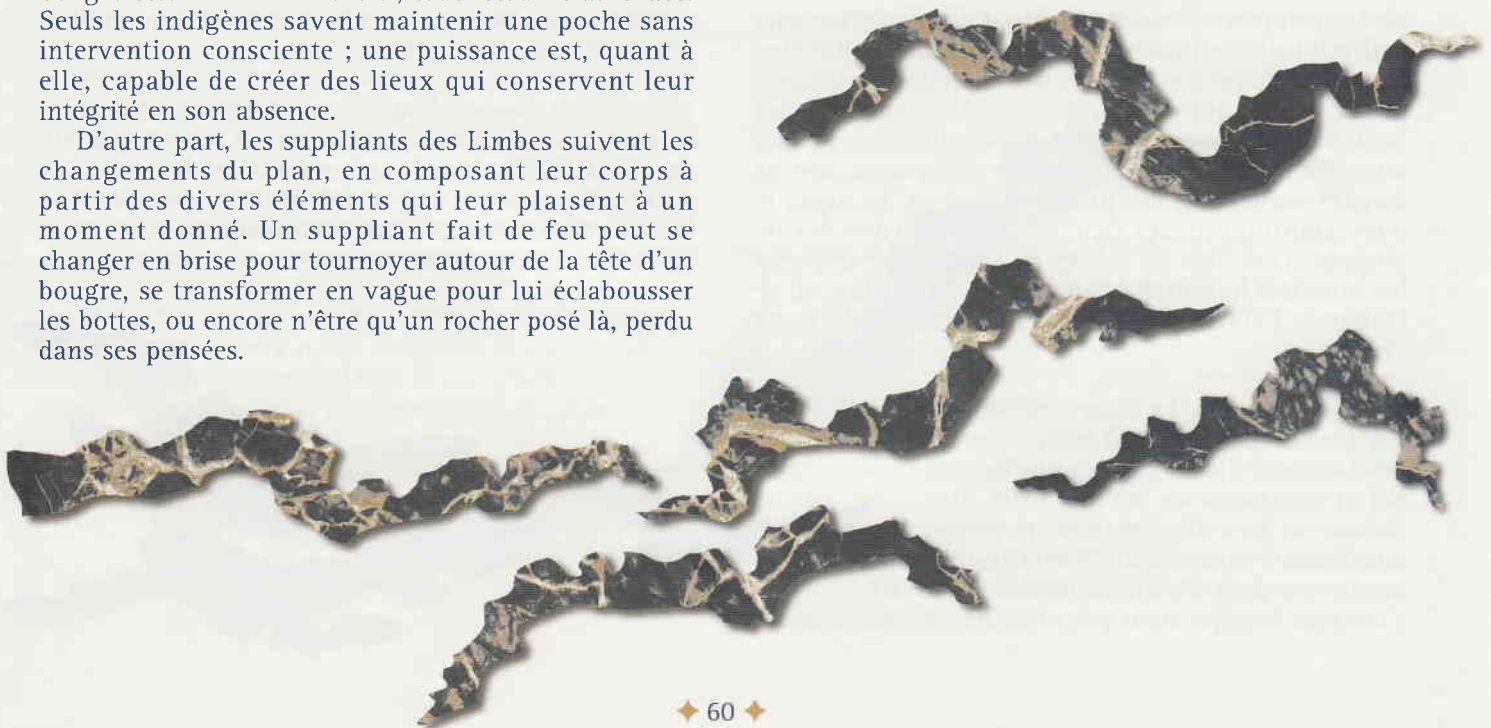 Seuls les indigènes savent maintenir une poche sans
intervention consciente ; une puissance est, quant à
elle, capable de créer des lieux qui conservent leur
intégrité en son absence.
D'autre part, les suppliants des Limbes suivent les
changements du plan, en composant leur corps à
partir des divers éléments qui leur plaisent à un
moment donné. Un suppliant fait de feu peut se
changer en brise pour tournoyer autour de la tête d'un
bougre, se transformer en vague pour lui éclabousser
les bottes, ou encore n'être qu'un rocher posé là, perdu
dans ses pensées.
60